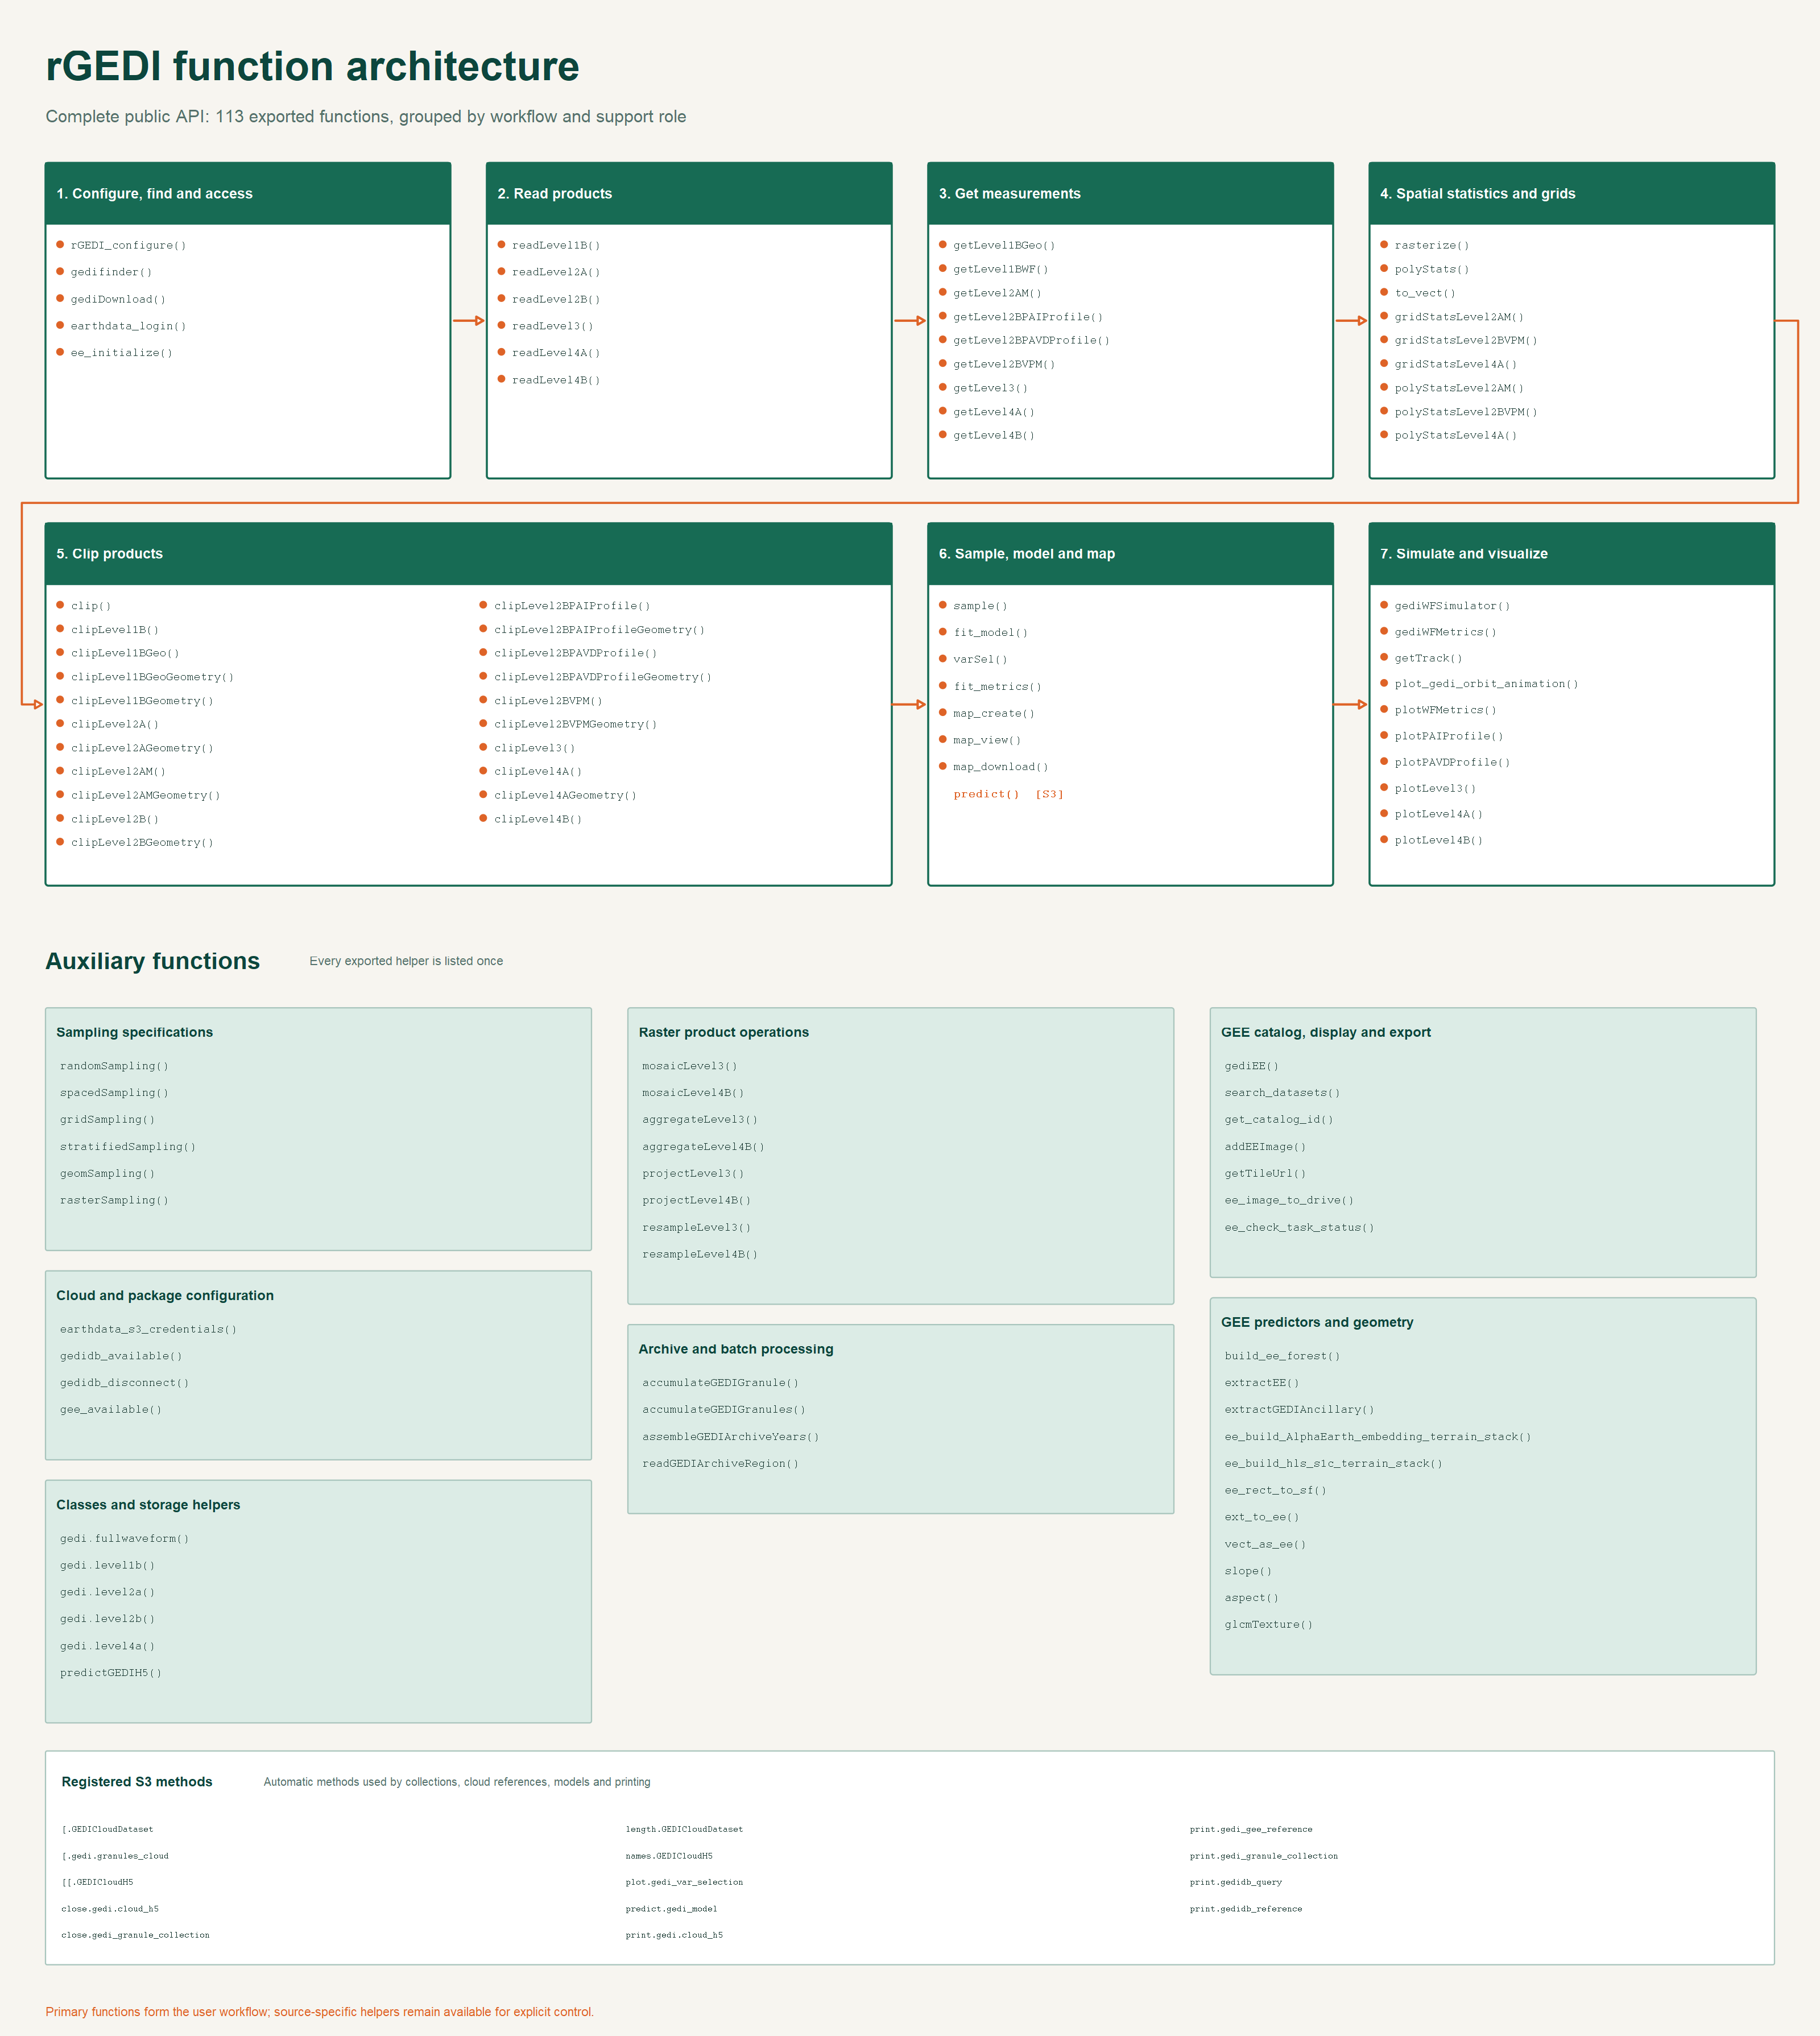 rGEDI function architecture
Complete public API: 113 exported functions, grouped by workflow and support role
1. Configure, find and access
rGEDI_configure()
gedifinder()
gediDownload()
earthdata_login()
ee_initialize()
2. Read products
readLevel1B()
readLevel2A()
readLevel2B()
readLevel3()
readLevel4A()
readLevel4B()
3. Get measurements
getLevel1BGeo()
getLevel1BWF()
getLevel2AM()
getLevel2BPAIProfile()
getLevel2BPAVDProfile()
getLevel2BVPM()
getLevel3()
getLevel4A()
getLevel4B()
4. Spatial statistics and grids
rasterize()
polyStats()
to_vect()
gridStatsLevel2AM()
gridStatsLevel2BVPM()
gridStatsLevel4A()
polyStatsLevel2AM()
polyStatsLevel2BVPM()
polyStatsLevel4A()
5. Clip products
clip()
clipLevel1B()
clipLevel1BGeo()
clipLevel1BGeoGeometry()
clipLevel1BGeometry()
clipLevel2A()
clipLevel2AGeometry()
clipLevel2AM()
clipLevel2AMGeometry()
clipLevel2B()
clipLevel2BGeometry()
clipLevel2BPAIProfile()
clipLevel2BPAIProfileGeometry()
clipLevel2BPAVDProfile()
clipLevel2BPAVDProfileGeometry()
clipLevel2BVPM()
clipLevel2BVPMGeometry()
clipLevel3()
clipLevel4A()
clipLevel4AGeometry()
clipLevel4B()
6. Sample, model and map
sample()
fit_model()
varSel()
fit_metrics()
map_create()
map_view()
map_download()
predict() [S3]
7. Simulate and visualize
gediWFSimulator()
gediWFMetrics()
getTrack()
plot_gedi_orbit_animation()
plotWFMetrics()
plotPAIProfile()
plotPAVDProfile()
plotLevel3()
plotLevel4A()
plotLevel4B()
Auxiliary functions
Every exported helper is listed once
Sampling specifications
randomSampling()
spacedSampling()
gridSampling()
stratifiedSampling()
geomSampling()
rasterSampling()
Cloud and package configuration
earthdata_s3_credentials()
gedidb_available()
gedidb_disconnect()
gee_available()
Classes and storage helpers
gedi.fullwaveform()
gedi.level1b()
gedi.level2a()
gedi.level2b()
gedi.level4a()
predictGEDIH5()
Raster product operations
mosaicLevel3()
mosaicLevel4B()
aggregateLevel3()
aggregateLevel4B()
projectLevel3()
projectLevel4B()
resampleLevel3()
resampleLevel4B()
Archive and batch processing
accumulateGEDIGranule()
accumulateGEDIGranules()
assembleGEDIArchiveYears()
readGEDIArchiveRegion()
GEE catalog, display and export
gediEE()
search_datasets()
get_catalog_id()
addEEImage()
getTileUrl()
ee_image_to_drive()
ee_check_task_status()
GEE predictors and geometry
build_ee_forest()
extractEE()
extractGEDIAncillary()
ee_build_AlphaEarth_embedding_terrain_stack()
ee_build_hls_s1c_terrain_stack()
ee_rect_to_sf()
ext_to_ee()
vect_as_ee()
slope()
aspect()
glcmTexture()
Registered S3 methods
Automatic methods used by collections, cloud references, models and printing
[.GEDICloudDataset
[.gedi.granules_cloud
[[.GEDICloudH5
close.gedi.cloud_h5
close.gedi_granule_collection
length.GEDICloudDataset
names.GEDICloudH5
plot.gedi_var_selection
predict.gedi_model
print.gedi.cloud_h5
print.gedi_gee_reference
print.gedi_granule_collection
print.gedidb_query
print.gedidb_reference
Primary functions form the user workflow; source-specific helpers remain available for explicit control.